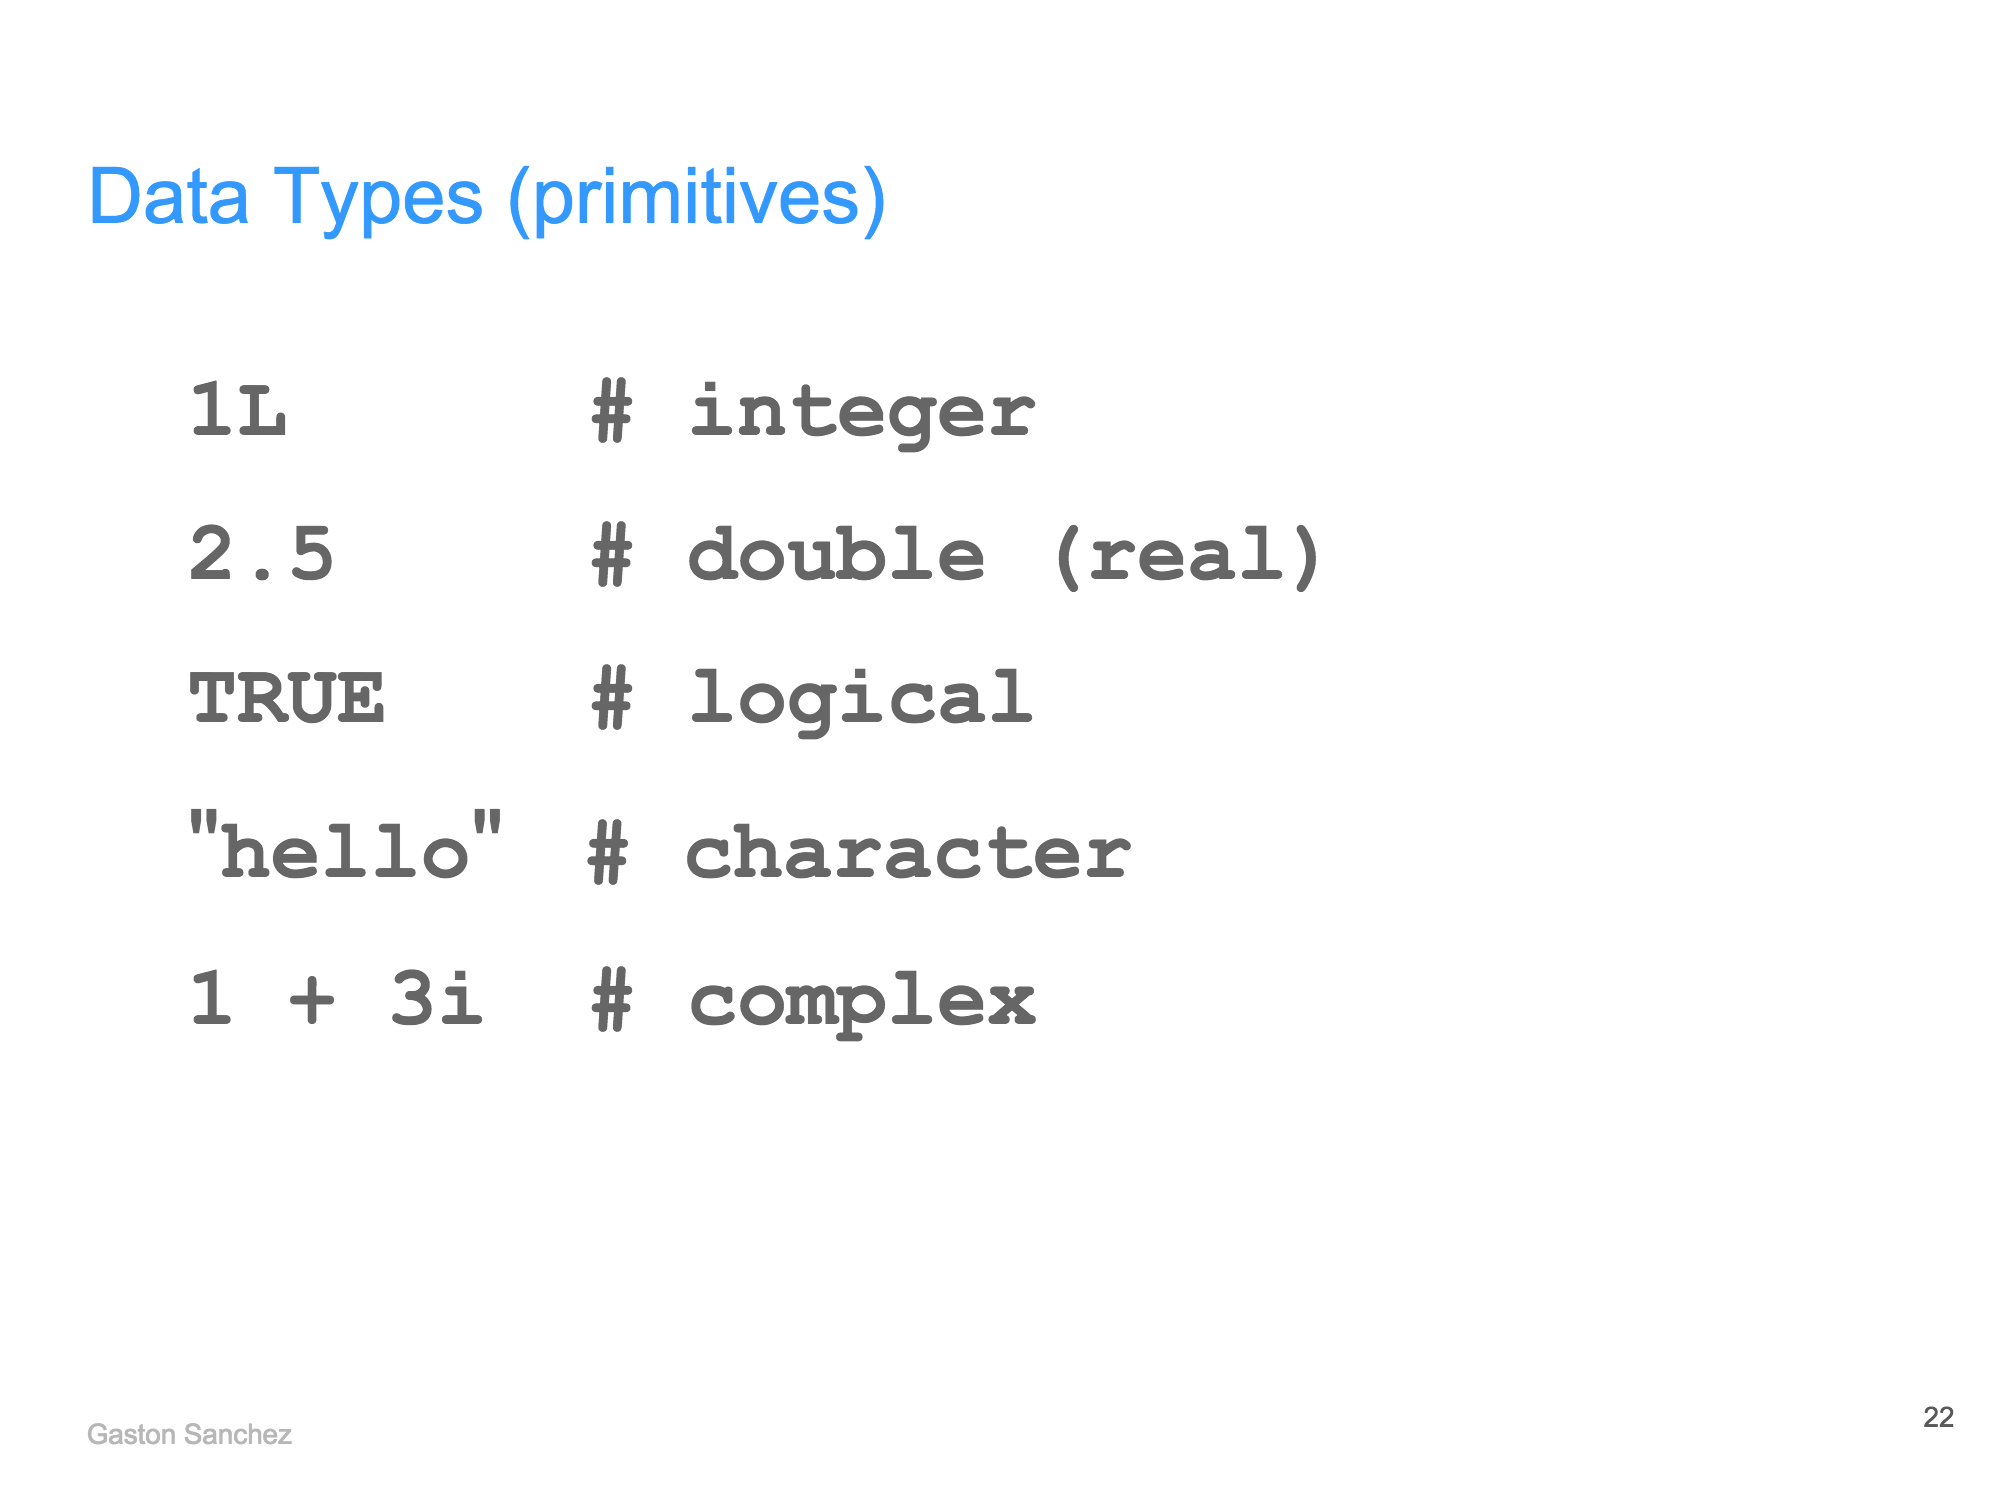 Data Types (primitives)
1L # integer
2.5 # double (real)
TRUE # logical
"hello" # character
1 + 3i # complex
Gaston Sanchez
22